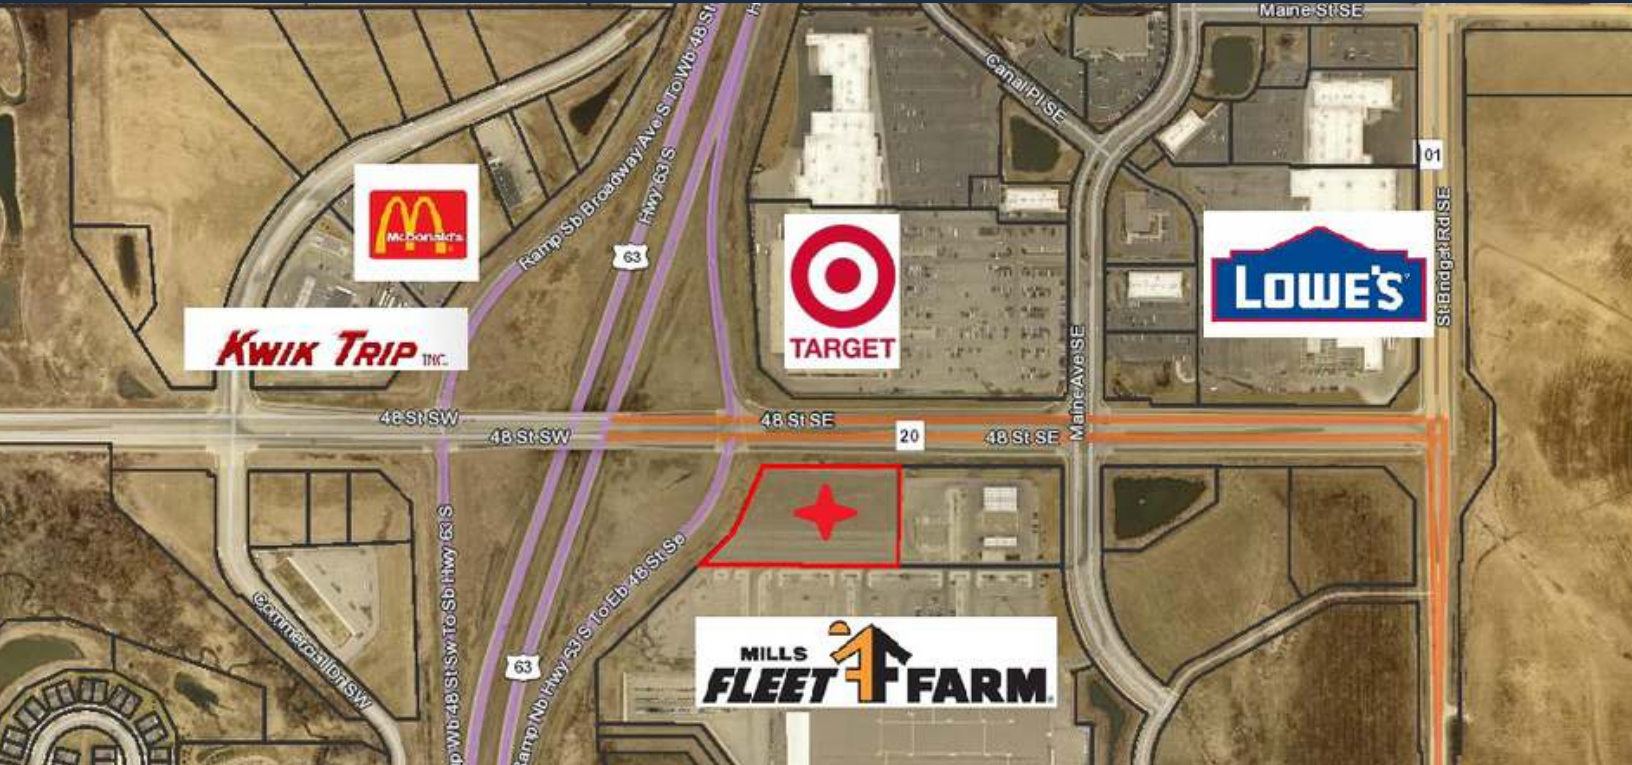 Maine St SE
Canal Pl SE
Ramp Sb Broadway Ave S To Wb 48 St
Hwy 63 S
01
63
McDonald's
TARGET
LOWE'S
St Bridget Rd SE
KWIK TRIP INC.
Maine Ave SE
48 St SW
48 St SE
48 St SW
20
48 St SE
Ramp Nb Hwy 63 S To Eb 48 St Se
Wb 48 St Sw To Sb Hwy 63 S
Commercial Dr SW
63
MILLS
FLEET FARM